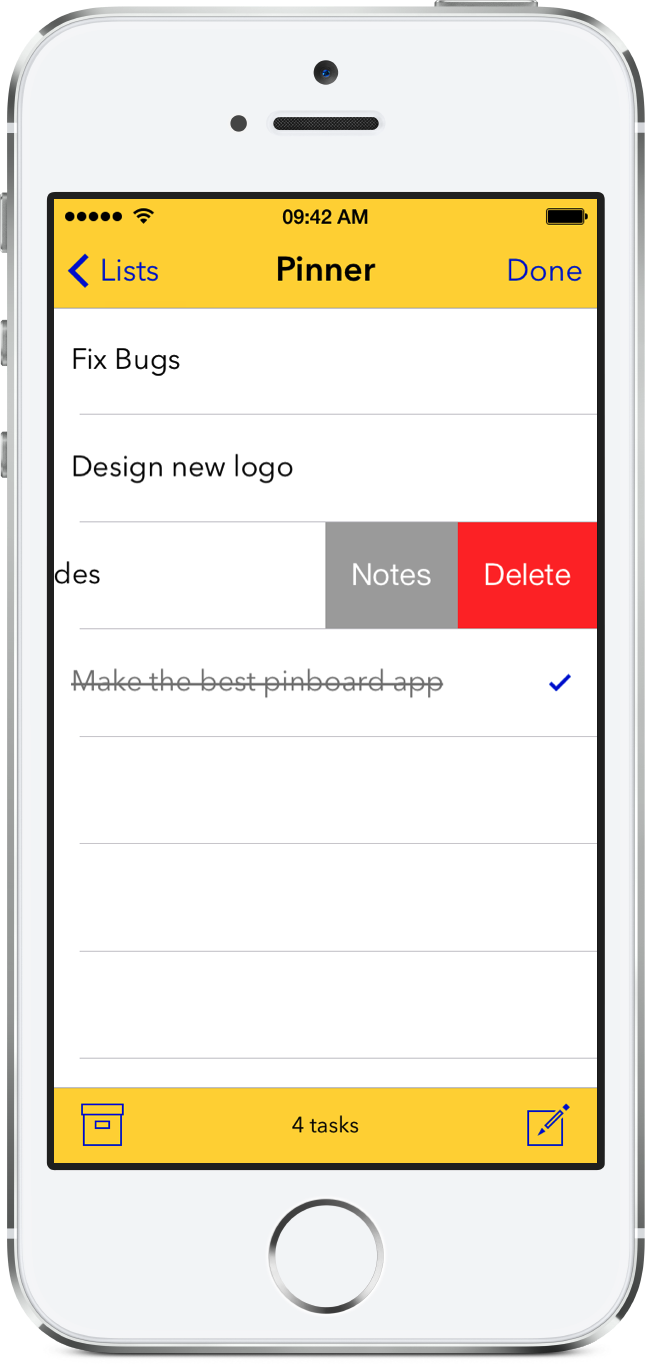 09:42 AM
Lists Pinner Done
Fix Bugs
Design new logo
des Notes Delete
Make the best pinboard app
4 tasks